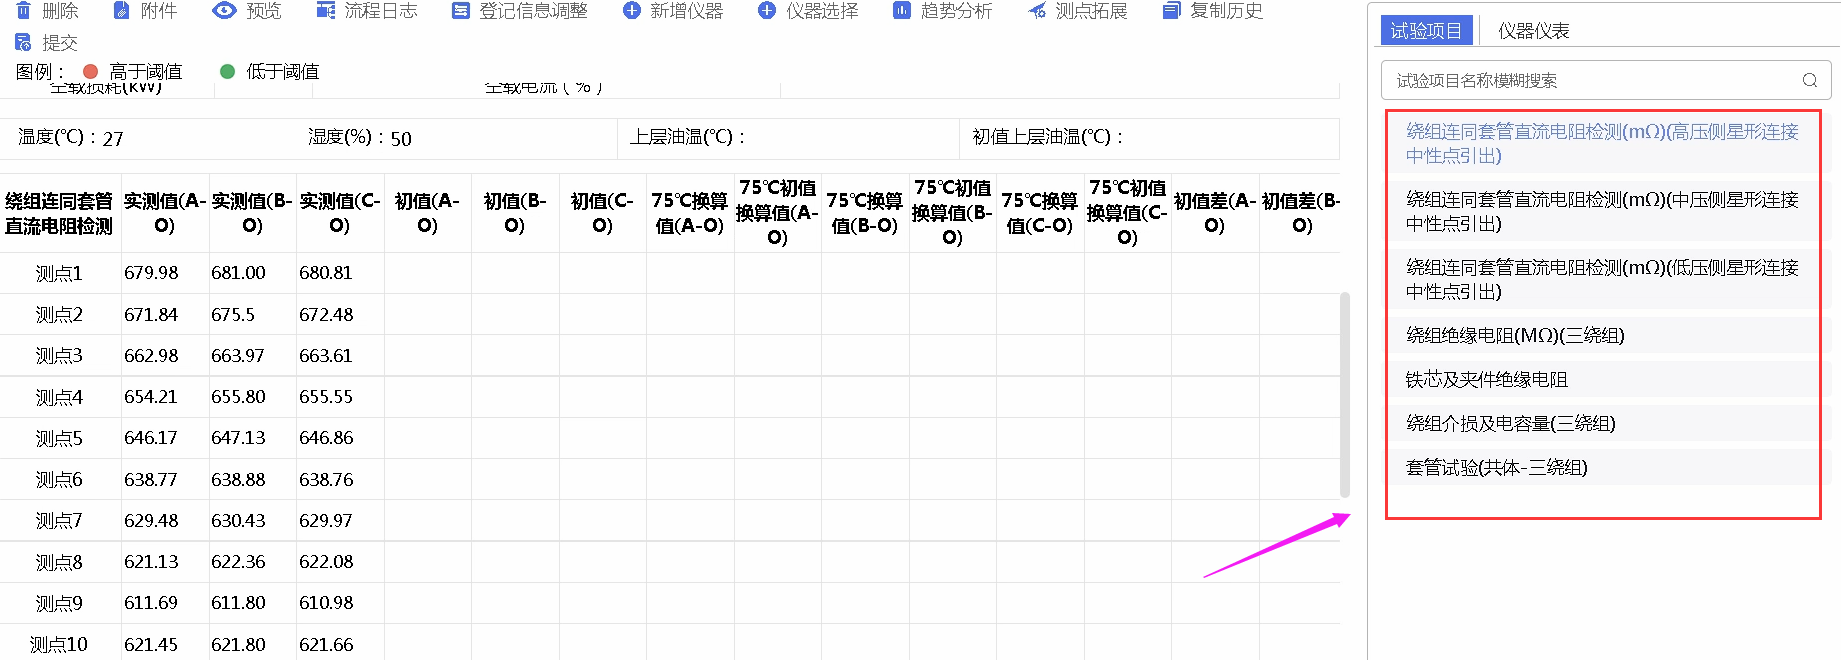 删除 附件 预览 流程日志 登记信息调整 新增仪器 仪器选择 趋势分析 测点拓展 复制历史
提交
图例： 高于阈值 低于阈值
空载损耗(kW) 空载电流(%)
温度(℃)：27 湿度(%)：50 上层油温(℃)： 初值上层油温(℃)：
绕组连同套管直流电阻检测 实测值(A-O) 实测值(B-O) 实测值(C-O) 初值(A-O) 初值(B-O) 初值(C-O) 75℃换算值(A-O) 75℃初值换算值(A-O) 75℃换算值(B-O) 75℃初值换算值(B-O) 75℃换算值(C-O) 75℃初值换算值(C-O) 初值差(A-O) 初值差(B-O)
测点1 679.98 681.00 680.81
测点2 671.84 675.5 672.48
测点3 662.98 663.97 663.61
测点4 654.21 655.80 655.55
测点5 646.17 647.13 646.86
测点6 638.77 638.88 638.76
测点7 629.48 630.43 629.97
测点8 621.13 622.36 622.08
测点9 611.69 611.80 610.98
测点10 621.45 621.80 621.66
试验项目 仪器仪表
试验项目名称模糊搜索
绕组连同套管直流电阻检测(mΩ)(高压侧星形连接
中性点引出)
绕组连同套管直流电阻检测(mΩ)(中压侧星形连接
中性点引出)
绕组连同套管直流电阻检测(mΩ)(低压侧星形连接
中性点引出)
绕组绝缘电阻(MΩ)(三绕组)
铁芯及夹件绝缘电阻
绕组介损及电容量(三绕组)
套管试验(共体-三绕组)